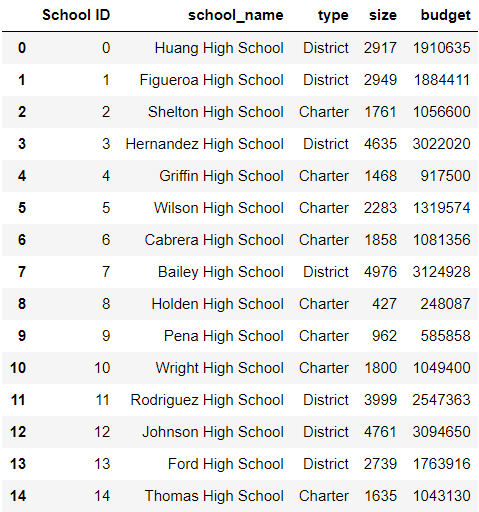 School ID school_name type size budget
0 0 Huang High School District 2917 1910635
1 1 Figueroa High School District 2949 1884411
2 2 Shelton High School Charter 1761 1056600
3 3 Hernandez High School District 4635 3022020
4 4 Griffin High School Charter 1468 917500
5 5 Wilson High School Charter 2283 1319574
6 6 Cabrera High School Charter 1858 1081356
7 7 Bailey High School District 4976 3124928
8 8 Holden High School Charter 427 248087
9 9 Pena High School Charter 962 585858
10 10 Wright High School Charter 1800 1049400
11 11 Rodriguez High School District 3999 2547363
12 12 Johnson High School District 4761 3094650
13 13 Ford High School District 2739 1763916
14 14 Thomas High School Charter 1635 1043130